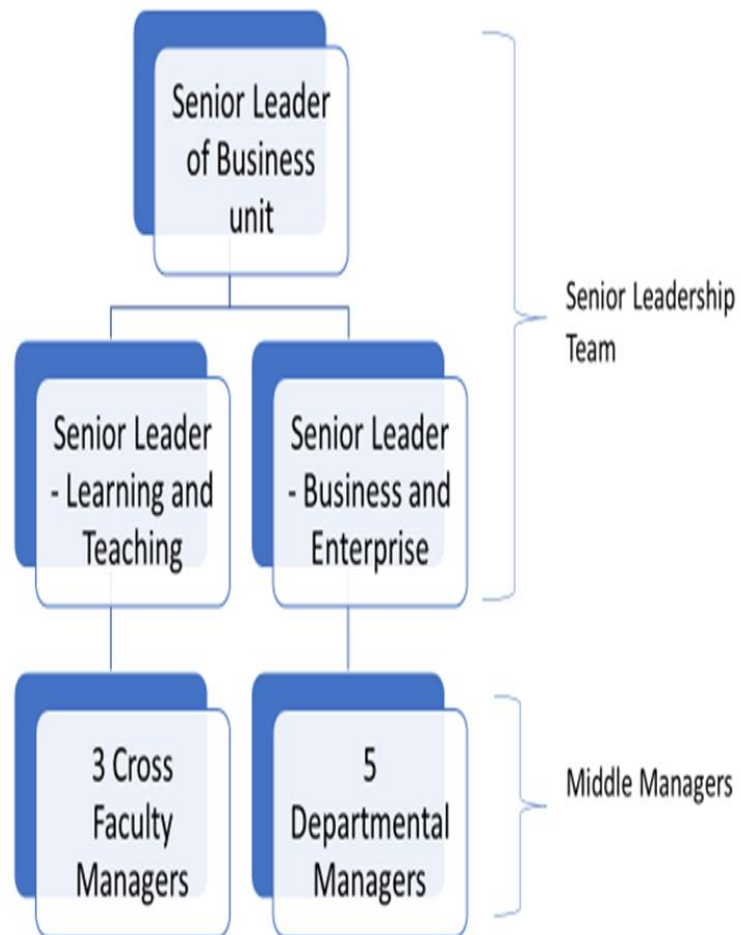 Senior Leader
of Business
unit
Senior Leadership
Team
Senior Leader
- Learning and
Teaching
Senior Leader
- Business and
Enterprise
3 Cross
Faculty
Managers
5
Departmental
Managers
Middle Managers